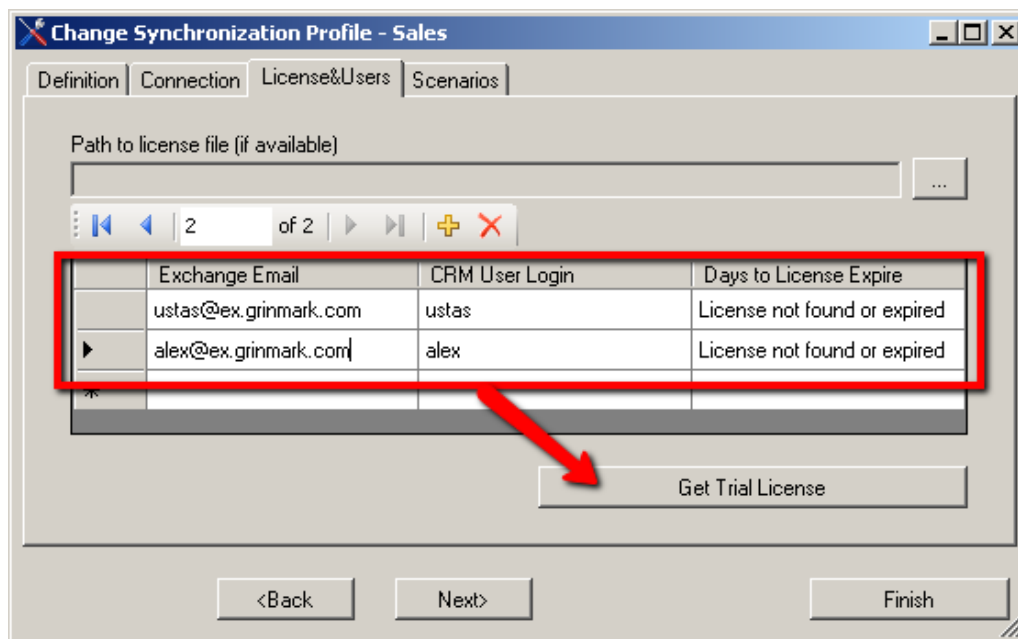 Change Synchronization Profile - Sales
Definition Connection License&Users Scenarios
Path to license file (if available)
...
2 of 2
Exchange Email CRM User Login Days to License Expire
ustas@ex.grinmark.com ustas License not found or expired
alex@ex.grinmark.com alex License not found or expired
Get Trial License
<Back Next> Finish